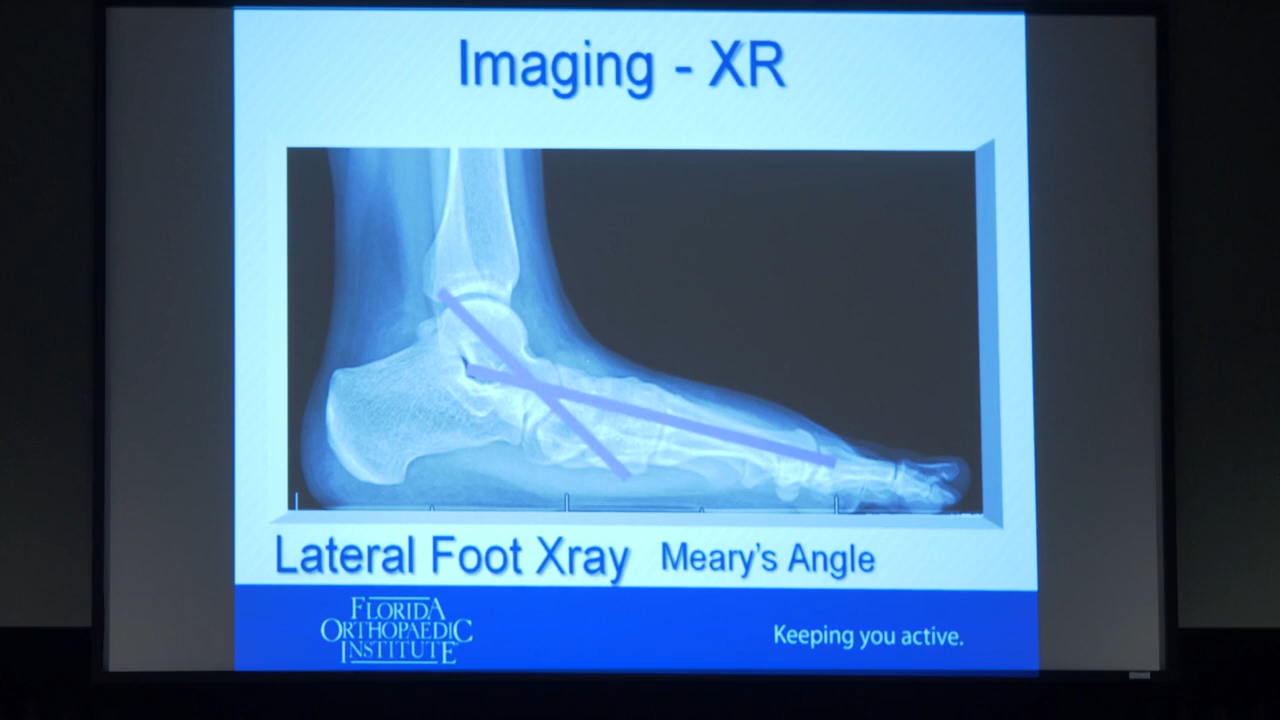 Imaging - XR
Lateral Foot Xray Meary's Angle
FLORIDA
ORTHOPAEDIC
INSTITUTE
Keeping you active.